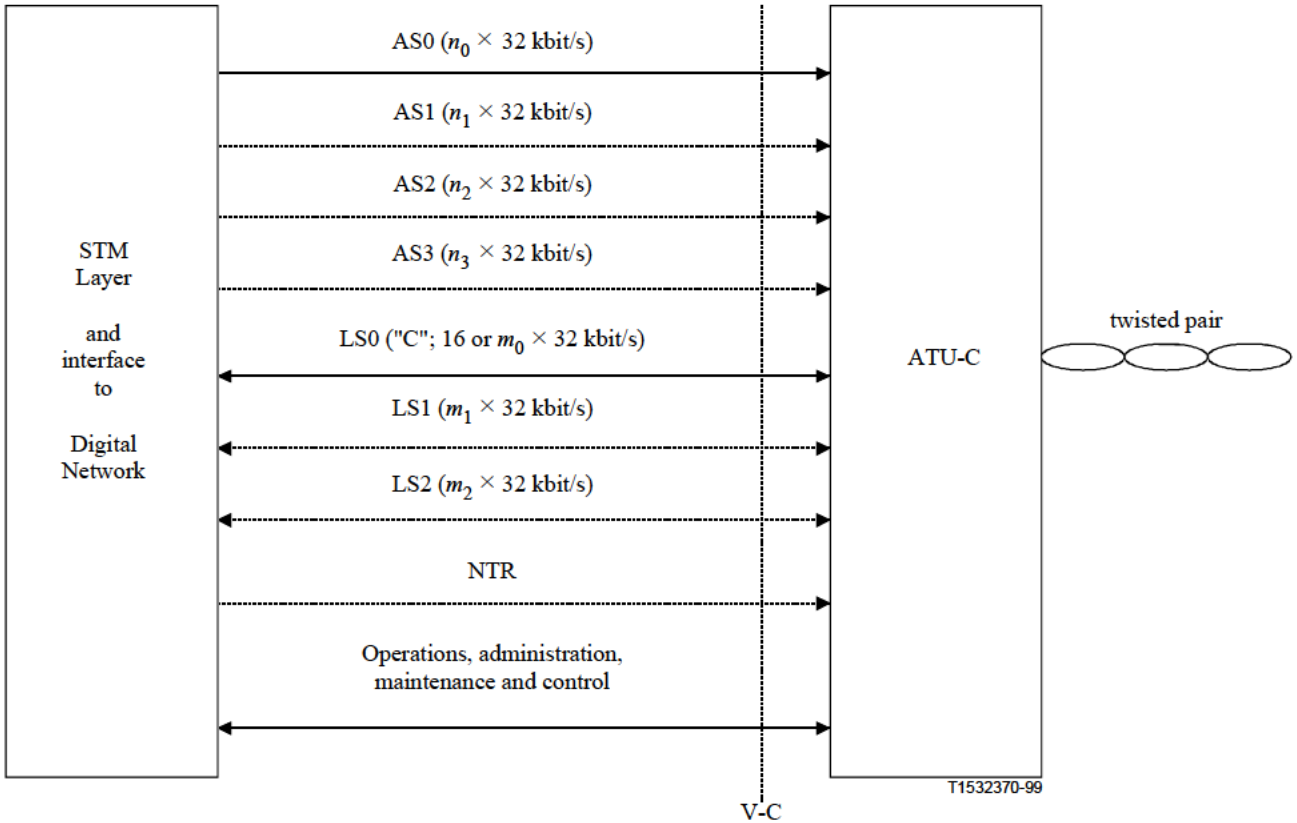 AS0 (n0 × 32 kbit/s)
AS1 (n1 × 32 kbit/s)
AS2 (n2 × 32 kbit/s)
AS3 (n3 × 32 kbit/s)
LS0 ("C"; 16 or m0 × 32 kbit/s)
LS1 (m1 × 32 kbit/s)
LS2 (m2 × 32 kbit/s)
NTR
Operations, administration,
maintenance and control
STM
Layer
and
interface
to
Digital
Network
ATU-C
twisted pair
T1532370-99
V-C